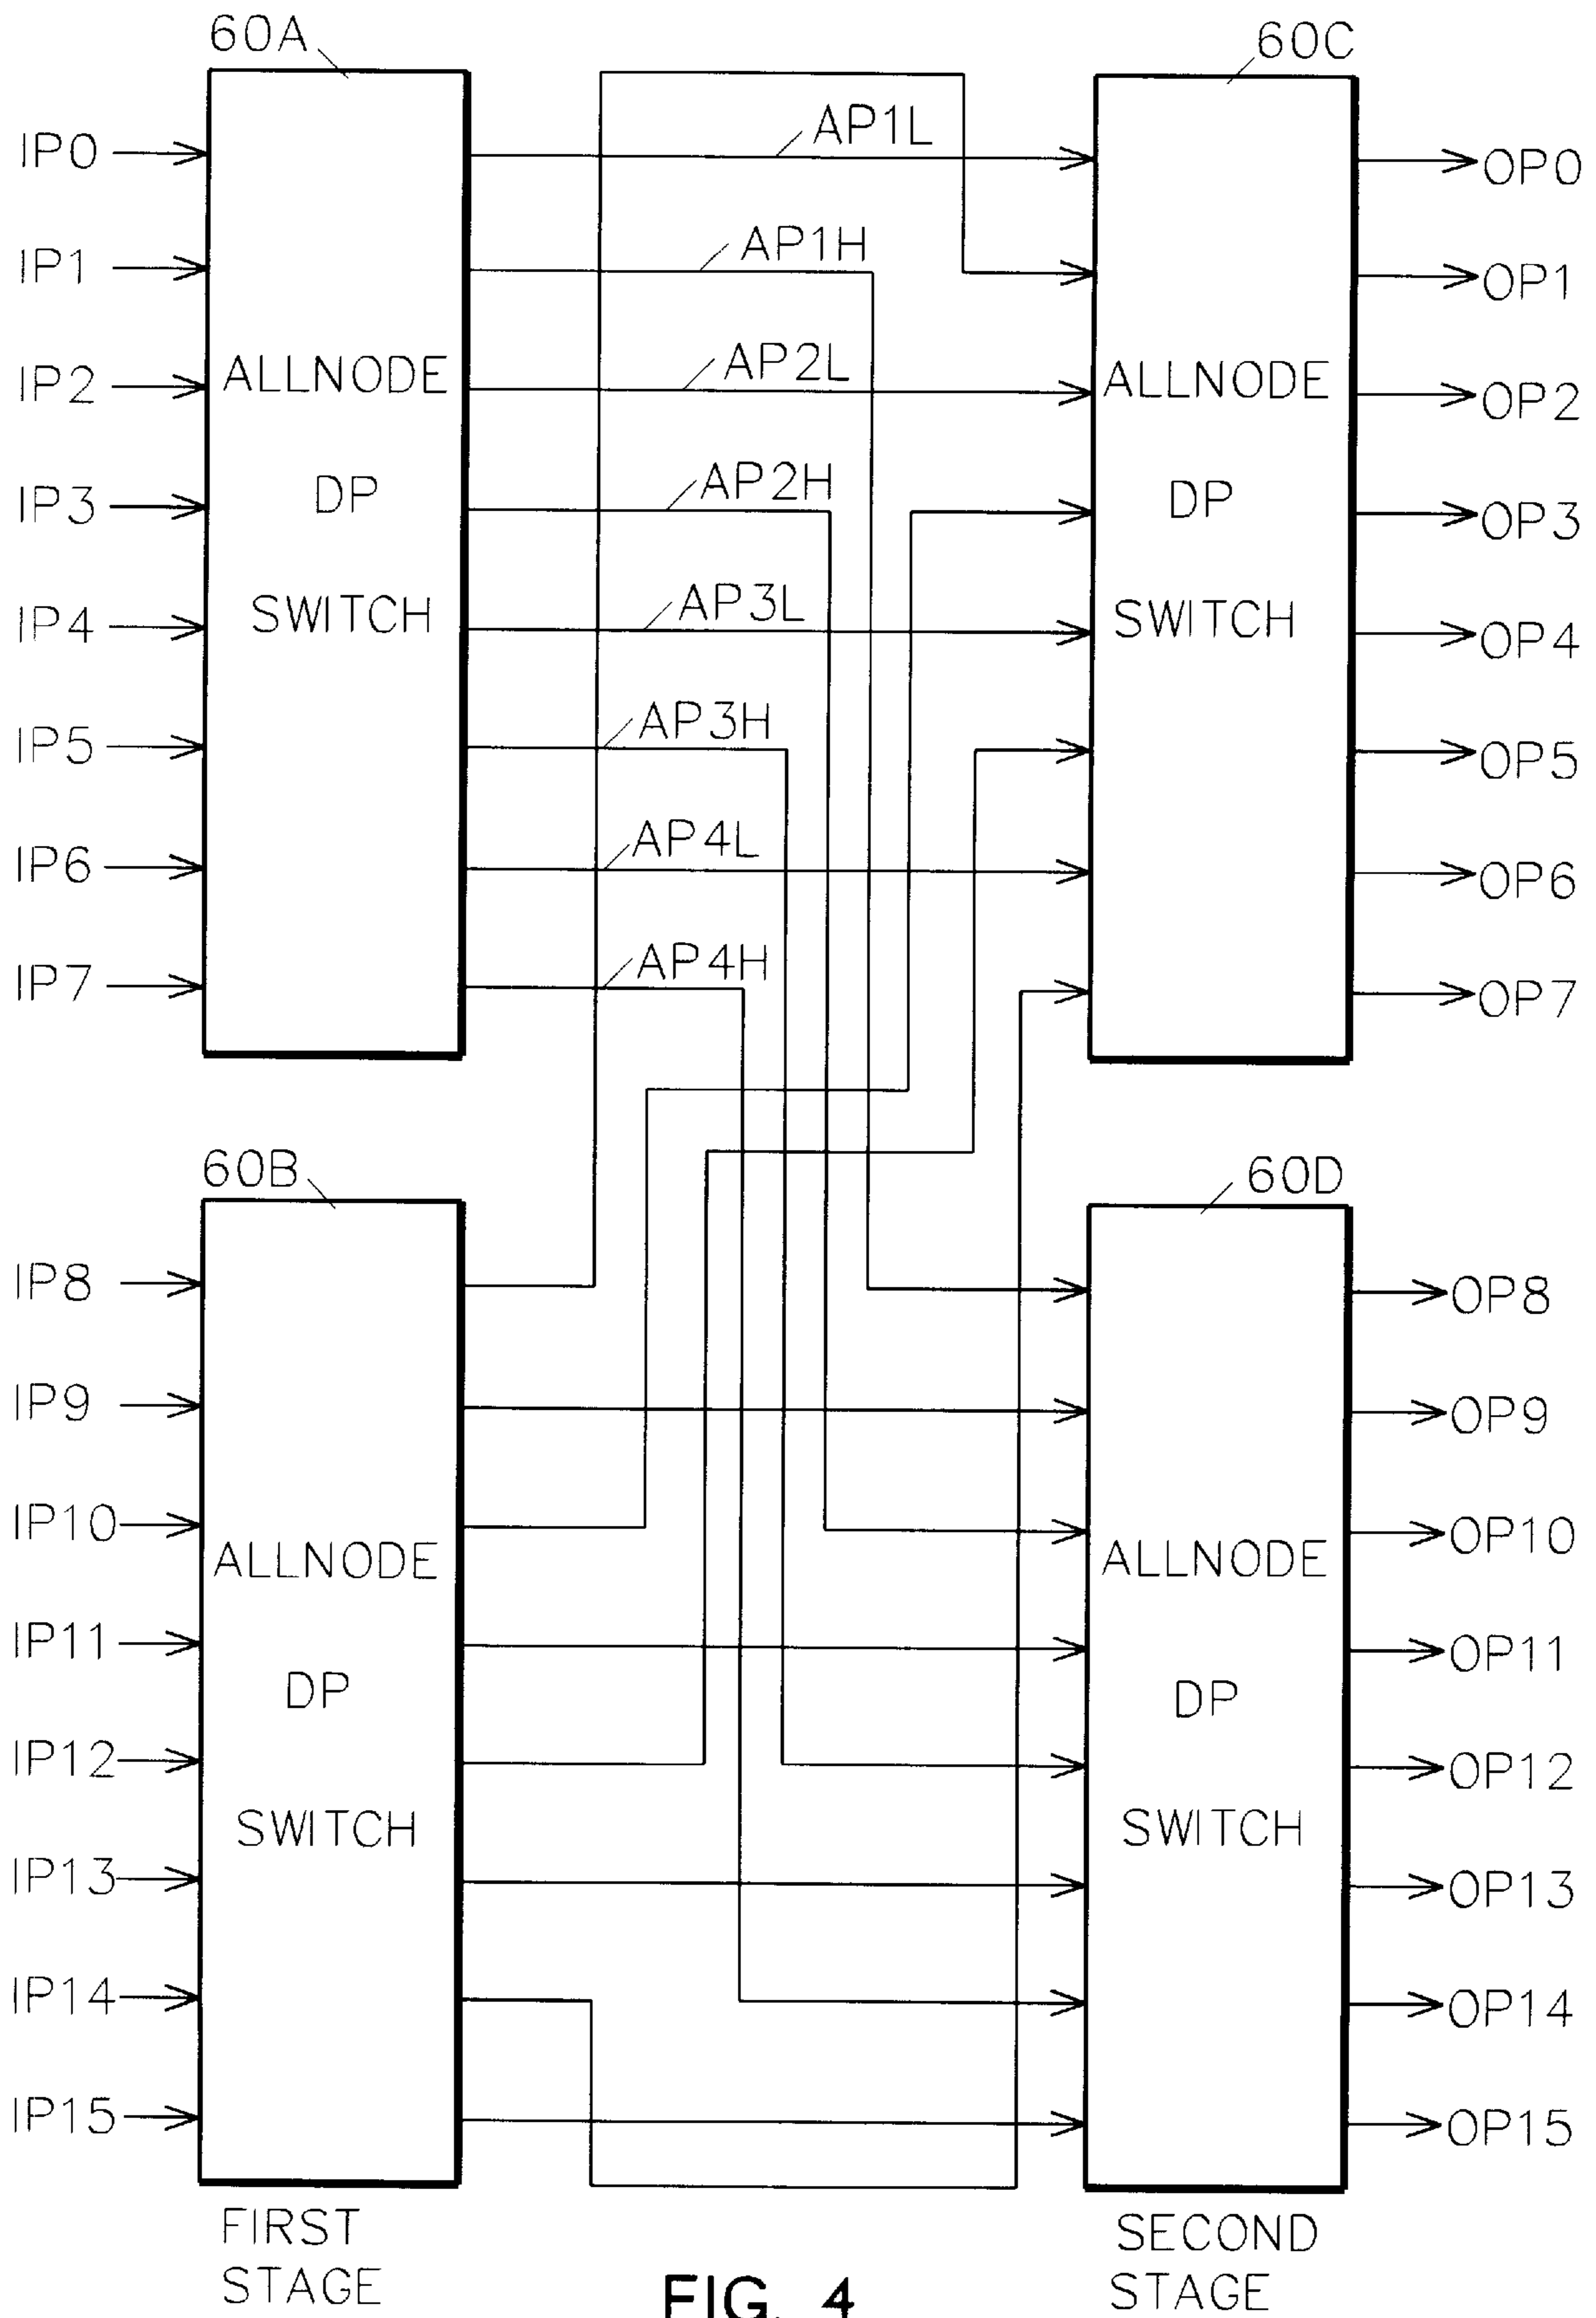 60A
60C
IP0
AP1L
OP0
IP1
AP1H
OP1
IP2
ALLNODE
AP2L
ALLNODE
OP2
IP3
DP
AP2H
DP
OP3
IP4
SWITCH
AP3L
SWITCH
OP4
IP5
AP3H
OP5
IP6
AP4L
OP6
IP7
AP4H
OP7
60B
60D
IP8
OP8
IP9
OP9
IP10
ALLNODE
ALLNODE
OP10
IP11
DP
DP
OP11
IP12
OP12
SWITCH
SWITCH
IP13
OP13
IP14
OP14
IP15
OP15
FIRST
STAGE
SECOND
STAGE
FIG. 4